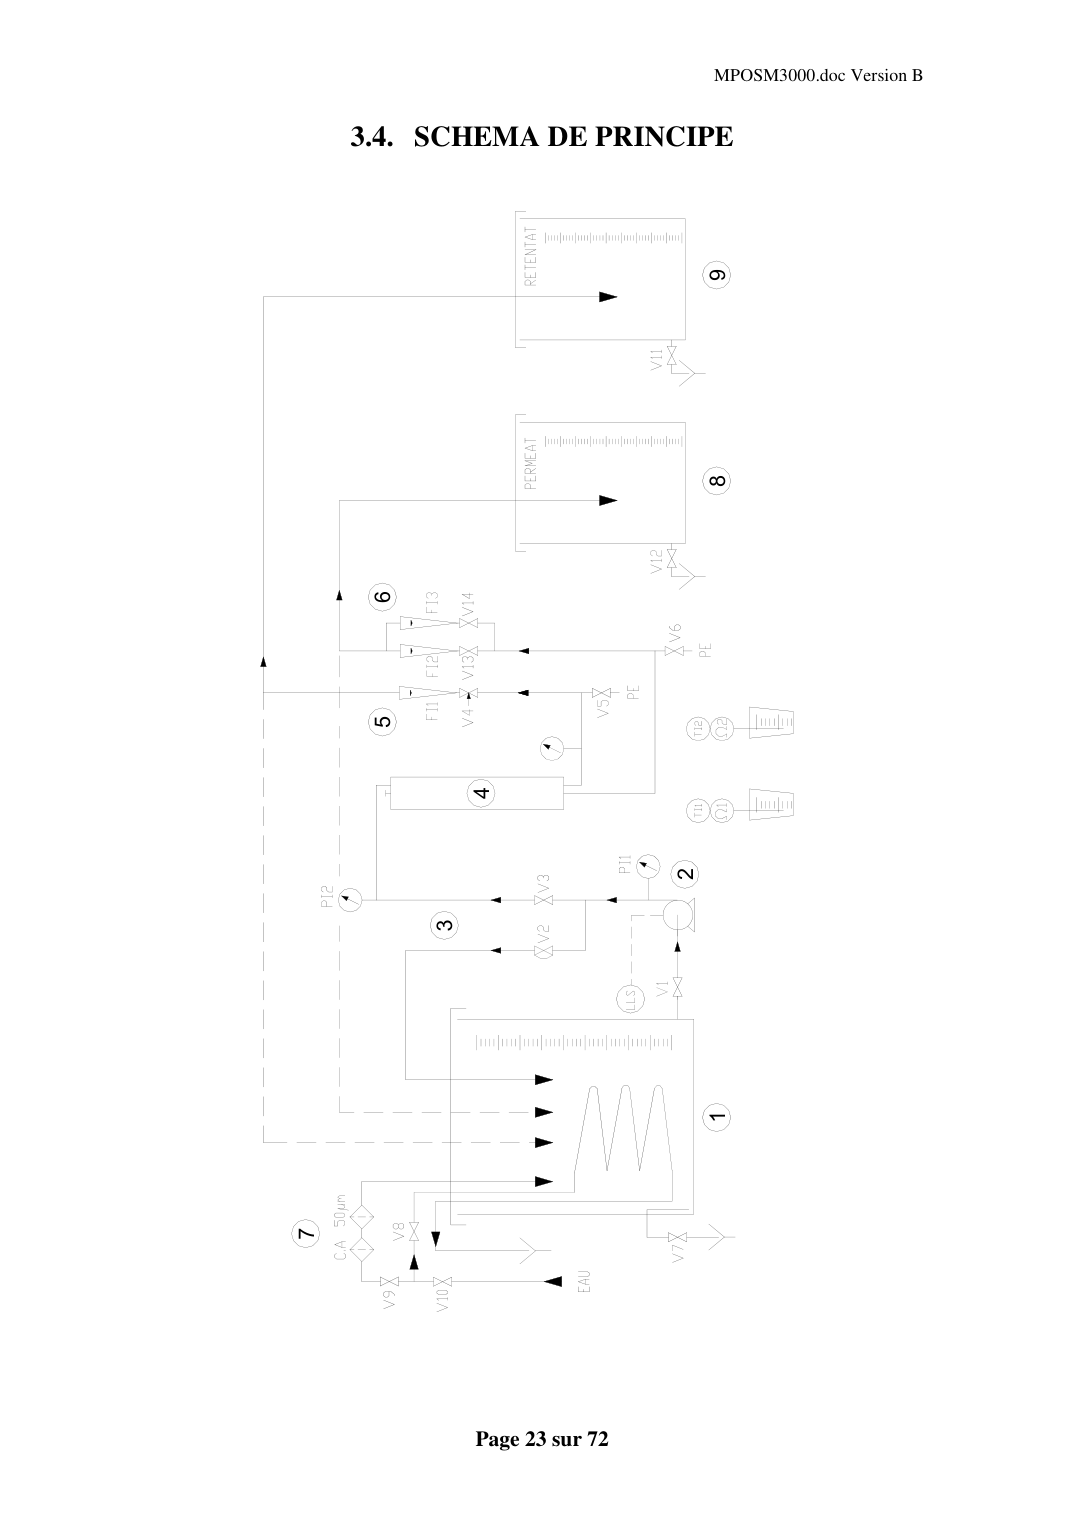 MPOSM3000.doc Version B
3.4. SCHEMA DE PRINCIPE
RETENTAT
9
V11
PERMEAT
8
V12
6
FI3
V14
FI2
V13
V6
PE
5
FI1
V4
V5
PE
TI2
Ω2
4
TI1
Ω1
PI2
3
V3
V2
PI1
2
LLS
V1
1
7
C.A
50µm
V8
V9
V10
EAU
V7
Page 23 sur 72